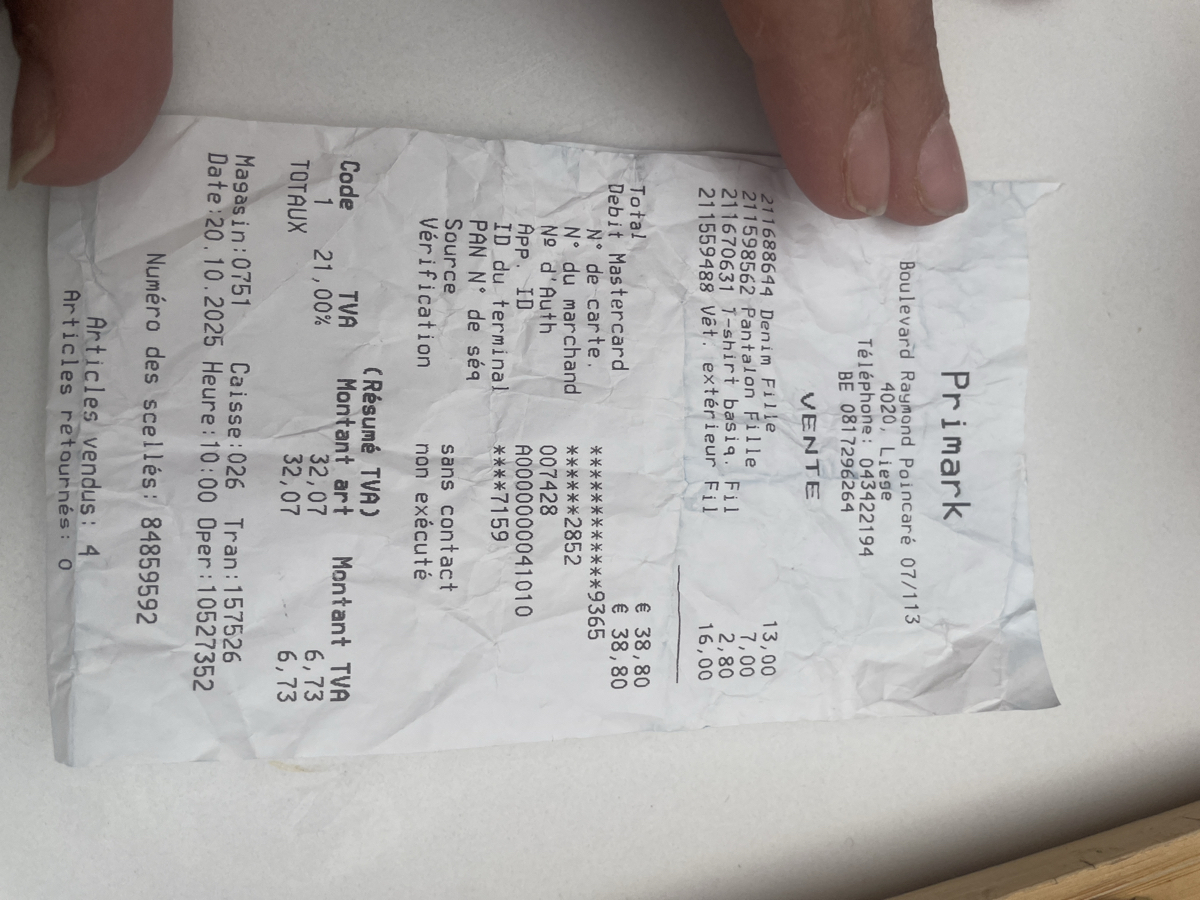 Primark
Boulevard Raymond Poincaré 07/113
4020, Liege
Téléphone: 043422194
BE 0817296264
VENTE
211688644 Denim Fille 13,00
211598562 Pantalon Fille 7,00
211670631 T-shirt basiq. Fil 2,80
211559488 Vêt. extérieur Fil 16,00
Total € 38,80
Debit Mastercard € 38,80
N° de carte. ************9365
N° du marchand ******2852
Nº d'Auth 007428
App. ID A0000000041010
ID du terminal ****7159
PAN N° de séq
Source sans contact
Vérification non exécuté
(Résumé TVA)
Code TVA Montant art Montant TVA
1 21,00% 32,07 6,73
TOTAUX 32,07 6,73
Magasin:0751 Caisse:026 Tran:157526
Date:20.10.2025 Heure:10:00 Oper:10527352
Numéro des scellés: 84859592
Articles vendus: 4
Articles retournés: 0